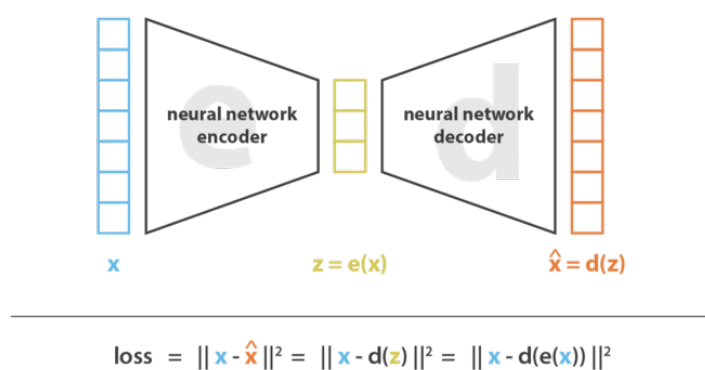 e
neural network
encoder
d
neural network
decoder
x
z = e(x)
x̂ = d(z)
loss = || x - x̂ ||² = || x - d(z) ||² = || x - d(e(x)) ||²